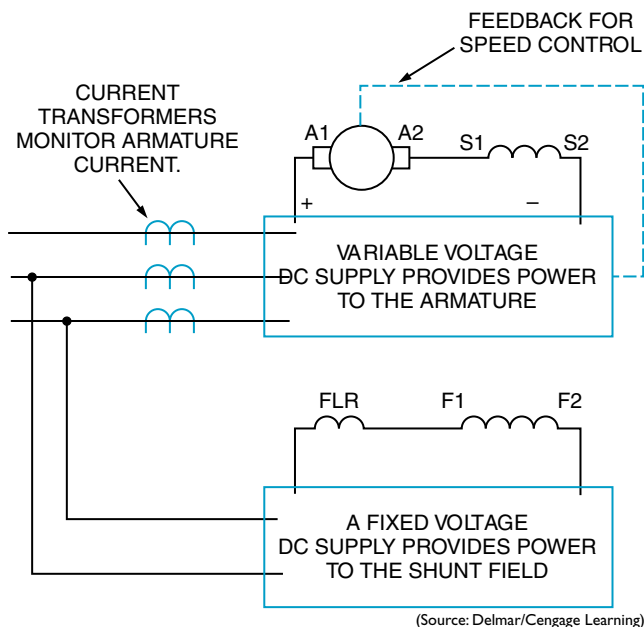 FEEDBACK FOR
SPEED CONTROL
CURRENT
TRANSFORMERS
MONITOR ARMATURE
CURRENT.
A1
A2
S1
S2
+
–
VARIABLE VOLTAGE
DC SUPPLY PROVIDES POWER
TO THE ARMATURE
FLR
F1
F2
A FIXED VOLTAGE
DC SUPPLY PROVIDES POWER
TO THE SHUNT FIELD
(Source: Delmar/Cengage Learning)